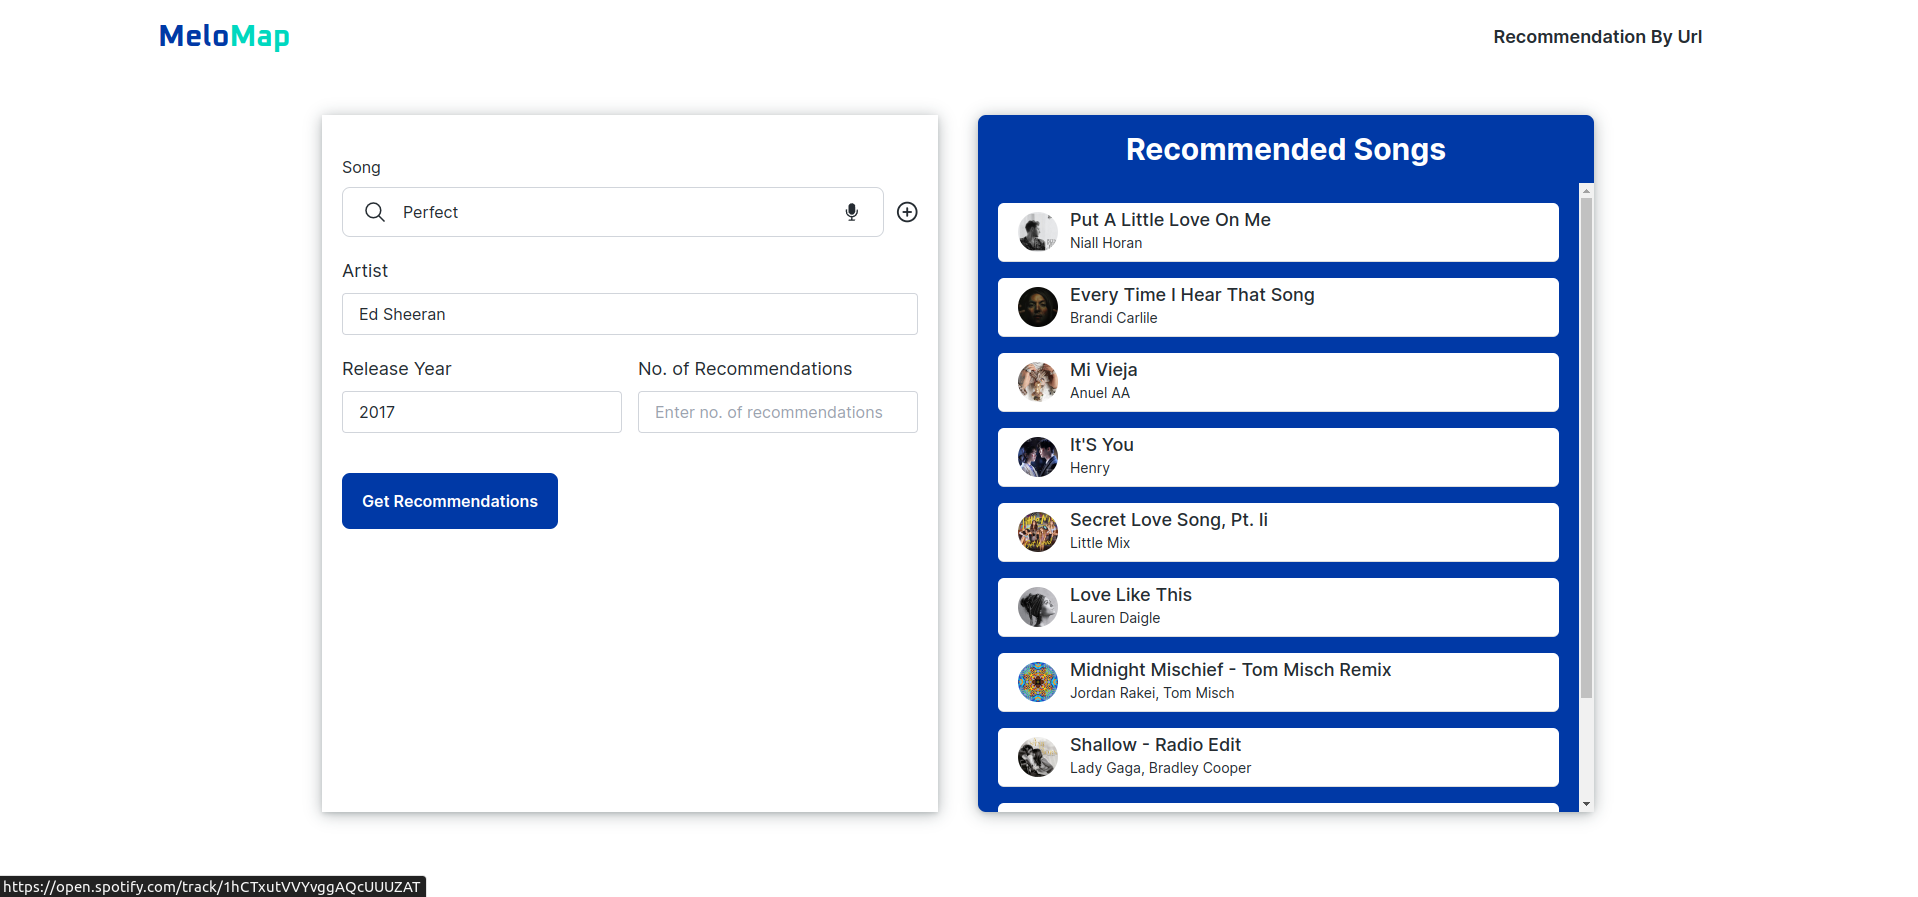 MeloMap
Recommendation By Url
Song
Perfect
Artist
Ed Sheeran
Release Year
No. of Recommendations
2017
Enter no. of recommendations
Get Recommendations
Recommended Songs
Put A Little Love On Me
Niall Horan
Every Time I Hear That Song
Brandi Carlile
Mi Vieja
Anuel AA
It'S You
Henry
Secret Love Song, Pt. Ii
Little Mix
Love Like This
Lauren Daigle
Midnight Mischief - Tom Misch Remix
Jordan Rakei, Tom Misch
Shallow - Radio Edit
Lady Gaga, Bradley Cooper
https://open.spotify.com/track/1hCTxutVVYvggAQcUUUZAT